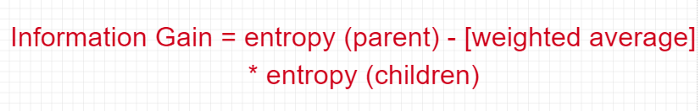 Information Gain = entropy (parent) - [weighted average]
* entropy (children)